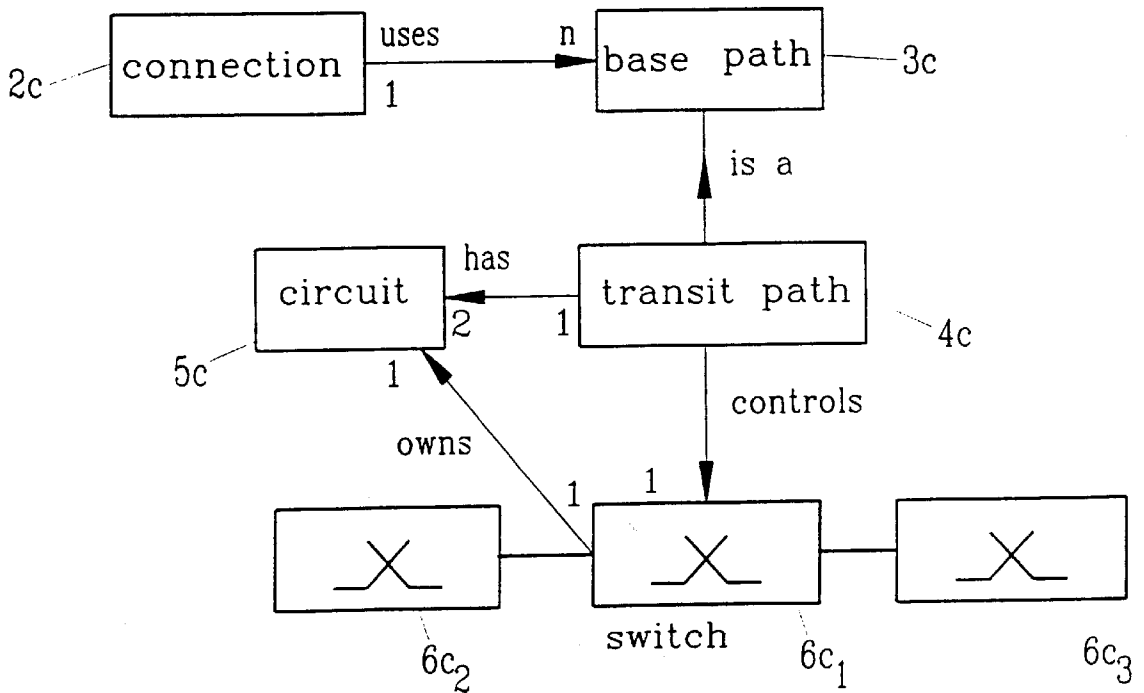 uses n
connection base path
2c 1 3c
is a
has
circuit transit path
2 1 4c
5c 1
controls
owns
1 1
switch
6c2 6c1 6c3